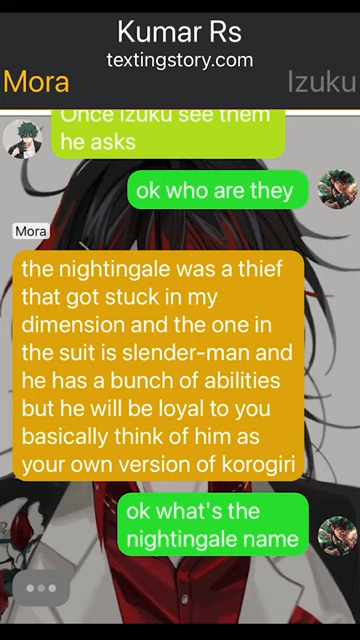 Kumar Rs
textingstory.com
Mora
Izuku
Once Izuku see them
he asks
ok who are they
Mora
the nightingale was a thief
that got stuck in my
dimension and the one in
the suit is slender-man and
he has a bunch of abilities
but he will be loyal to you
basically think of him as
your own version of korogiri
ok what's the
nightingale name